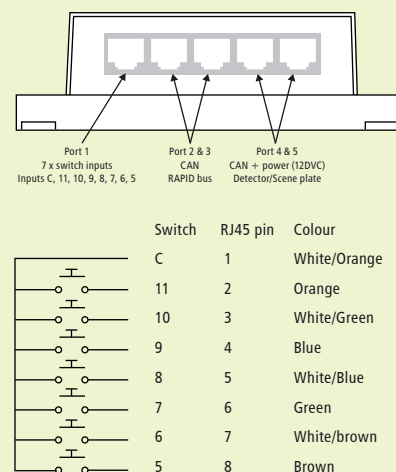 Port 1
7 x switch inputs
Inputs C, 11, 10, 9, 8, 7, 6, 5
Port 2 & 3
CAN
RAPID bus
Port 4 & 5
CAN + power (12DVC)
Detector/Scene plate
Switch RJ45 pin Colour
C 1 White/Orange
11 2 Orange
10 3 White/Green
9 4 Blue
8 5 White/Blue
7 6 Green
6 7 White/brown
5 8 Brown